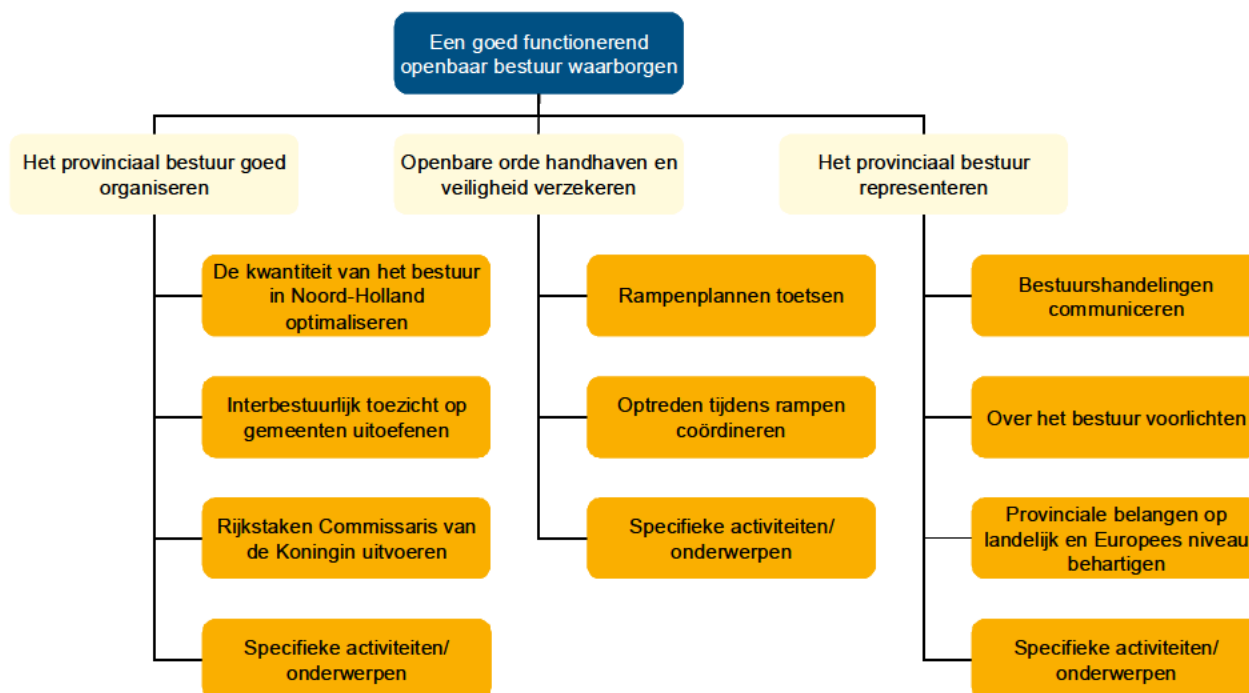 Een goed functionerend
openbaar bestuur waarborgen
Het provinciaal bestuur goed
organiseren
Openbare orde handhaven en
veiligheid verzekeren
Het provinciaal bestuur
representeren
De kwantiteit van het bestuur
in Noord-Holland
optimaliseren
Interbestuurlijk toezicht op
gemeenten uitoefenen
Rijkstaken Commissaris van
de Koningin uitvoeren
Specifieke activiteiten/
onderwerpen
Rampenplannen toetsen
Optreden tijdens rampen
coördineren
Specifieke activiteiten/
onderwerpen
Bestuurshandelingen
communiceren
Over het bestuur voorlichten
Provinciale belangen op
landelijk en Europees niveau
behartigen
Specifieke activiteiten/
onderwerpen